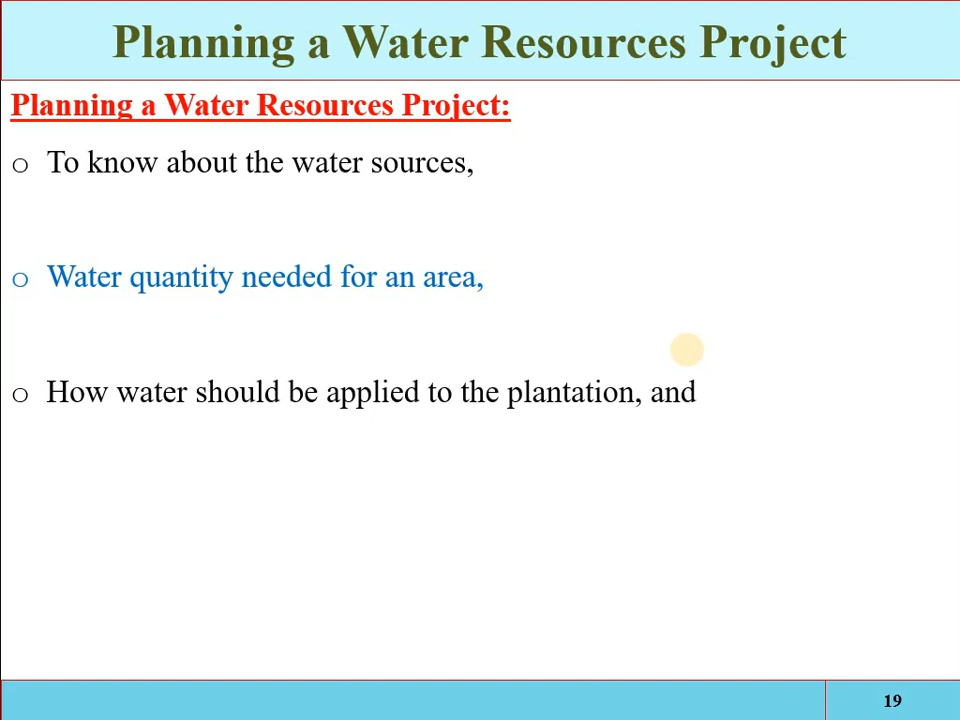 Planning a Water Resources Project
Planning a Water Resources Project:
o To know about the water sources,
o Water quantity needed for an area,
o How water should be applied to the plantation, and
19